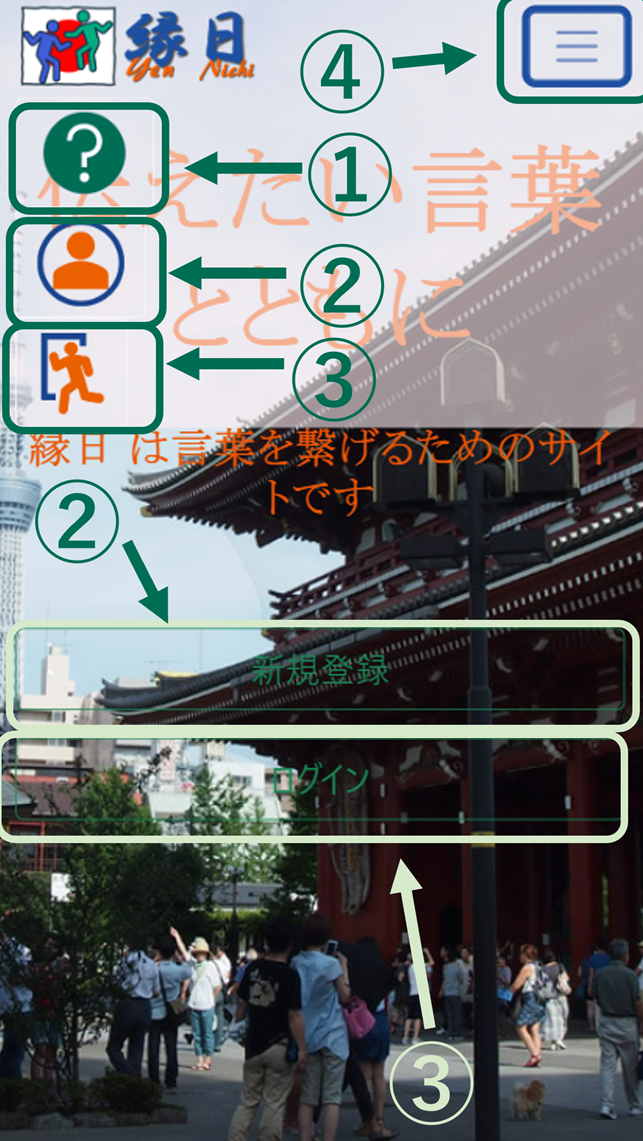 縁日
Yen Nichi
④
①
伝えたい言葉
②
とともに
③
縁日 は言葉を繋げるためのサイ
トです
②
新規登録
ログイン
③